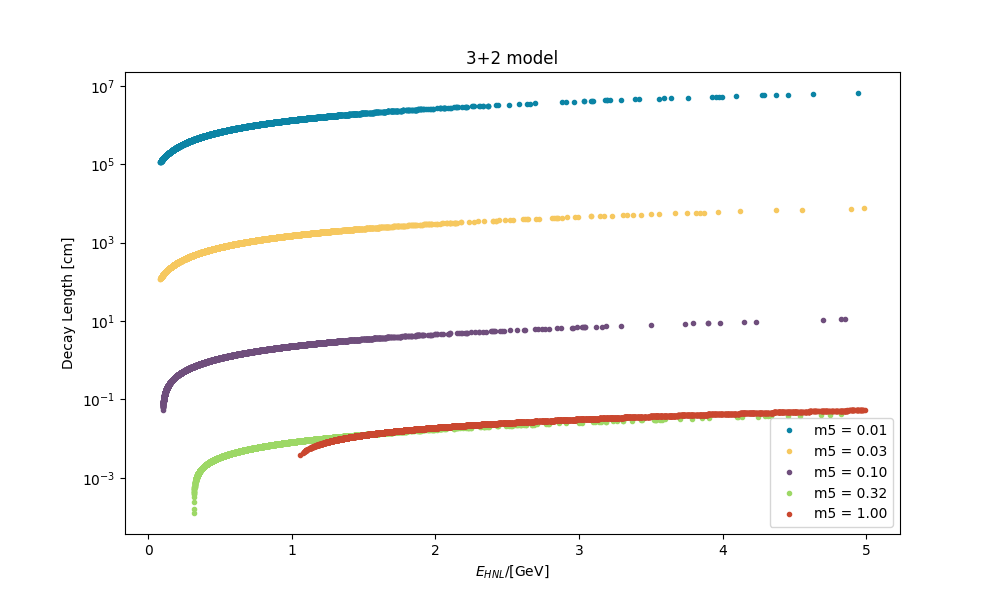 3+2 model
Decay Length [cm]
10^7
10^5
10^3
10^1
10^-1
10^-3
m5 = 0.01
m5 = 0.03
m5 = 0.10
m5 = 0.32
m5 = 1.00
0 1 2 3 4 5
E_HNL/[GeV]